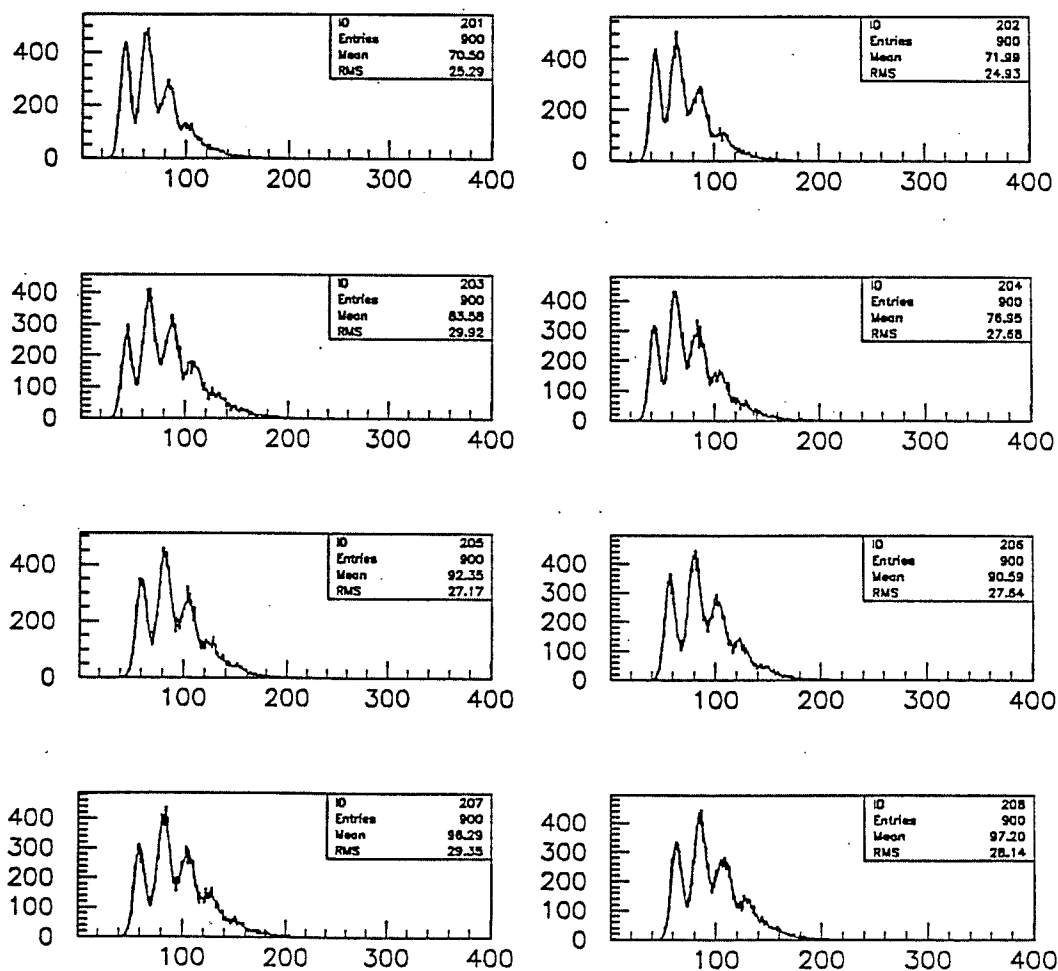 ID 201
Entries 900
Mean 70.50
RMS 25.29
400
200
0
100 200 300 400
ID 202
Entries 900
Mean 71.99
RMS 24.93
400
200
0
100 200 300 400
ID 203
Entries 900
Mean 83.58
RMS 29.92
400
300
200
100
0
100 200 300 400
ID 204
Entries 900
Mean 76.95
RMS 27.68
400
300
200
100
0
100 200 300 400
ID 205
Entries 900
Mean 92.35
RMS 27.17
400
200
0
100 200 300 400
ID 206
Entries 900
Mean 90.59
RMS 27.64
400
300
200
100
0
100 200 300 400
ID 207
Entries 900
Mean 98.29
RMS 29.35
400
300
200
100
0
100 200 300 400
ID 208
Entries 900
Mean 97.20
RMS 28.14
400
300
200
100
0
100 200 300 400